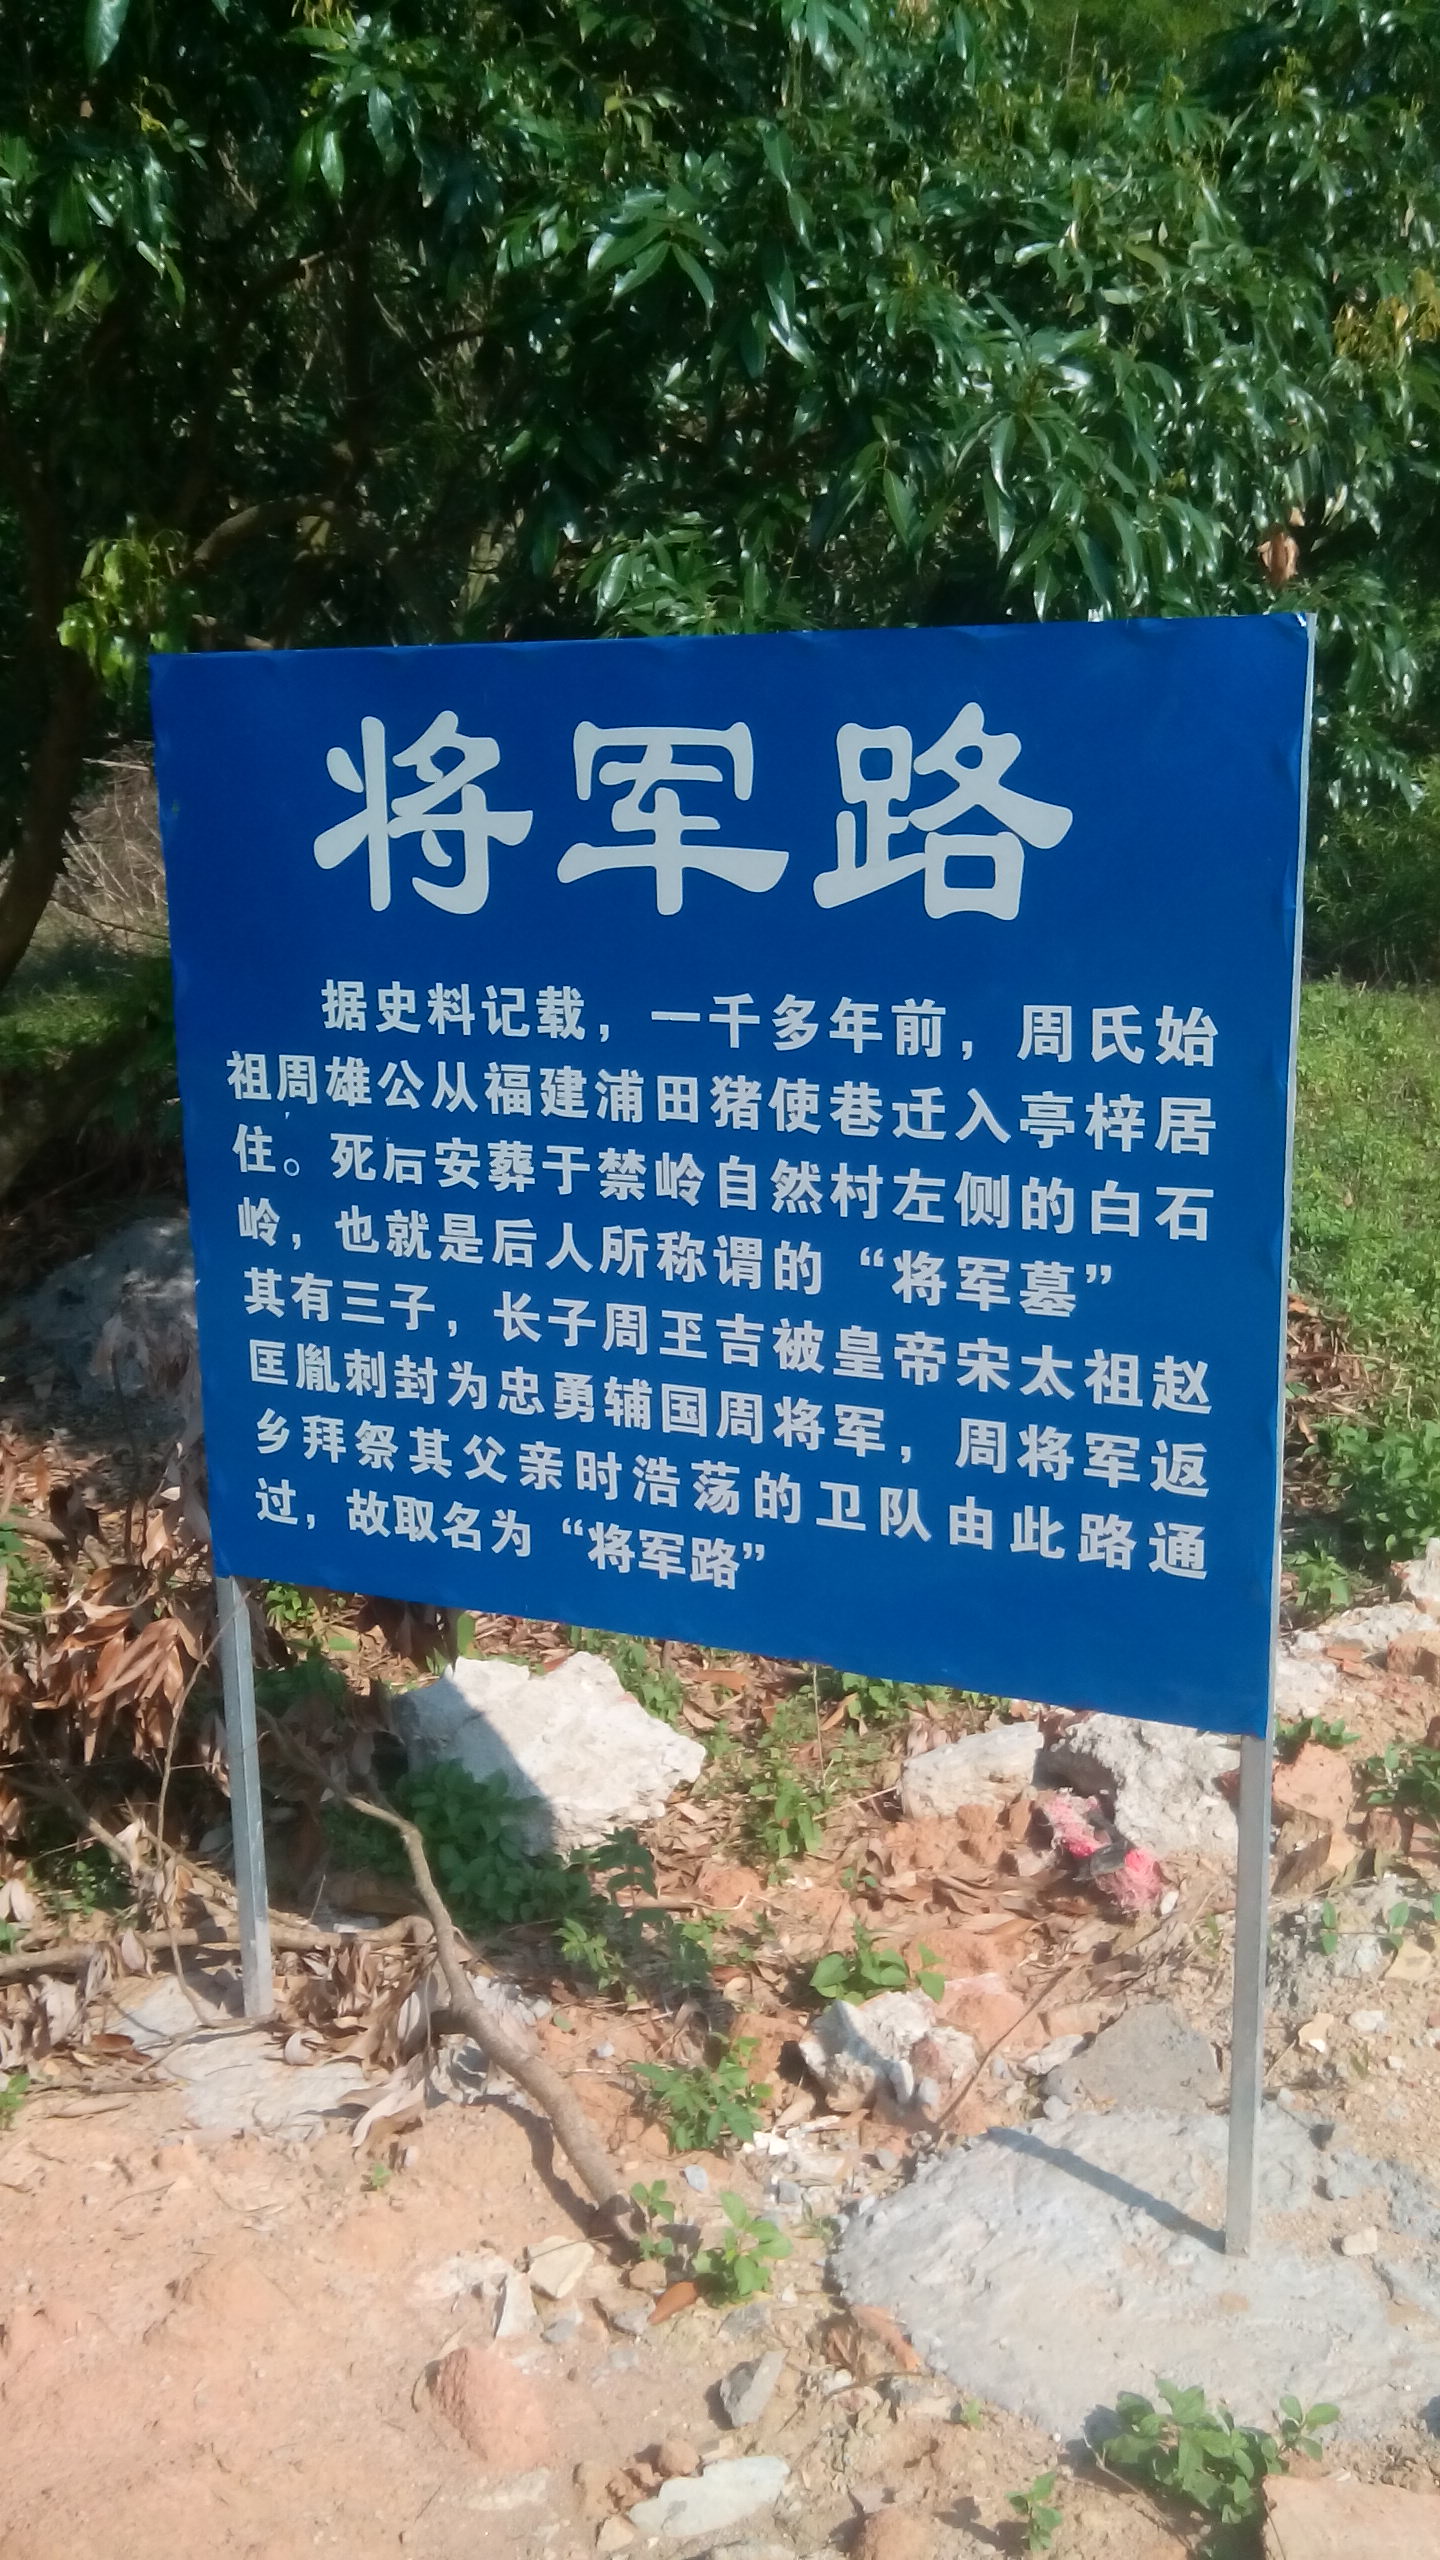 将军路
据史料记载，一千多年前，周氏始
祖周雄公从福建浦田猪使巷迁入亭梓居
住。死后安葬于禁岭自然村左侧的白石
岭，也就是后人所称谓的“将军墓”
其有三子，长子周玊吉被皇帝宋太祖赵
匡胤刺封为忠勇辅国周将军，周将军返
乡拜祭其父亲时浩荡的卫队由此路通
过，故取名为“将军路”